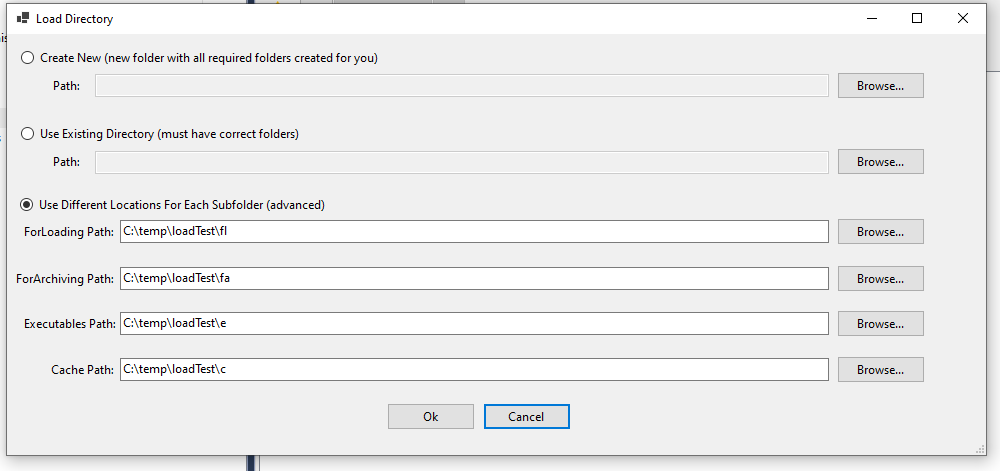 Load Directory
Create New (new folder with all required folders created for you)
Path:
Browse...
Use Existing Directory (must have correct folders)
Path:
Browse...
Use Different Locations For Each Subfolder (advanced)
ForLoading Path: C:\temp\loadTest\fl Browse...
ForArchiving Path: C:\temp\loadTest\fa Browse...
Executables Path: C:\temp\loadTest\e Browse...
Cache Path: C:\temp\loadTest\c Browse...
Ok Cancel